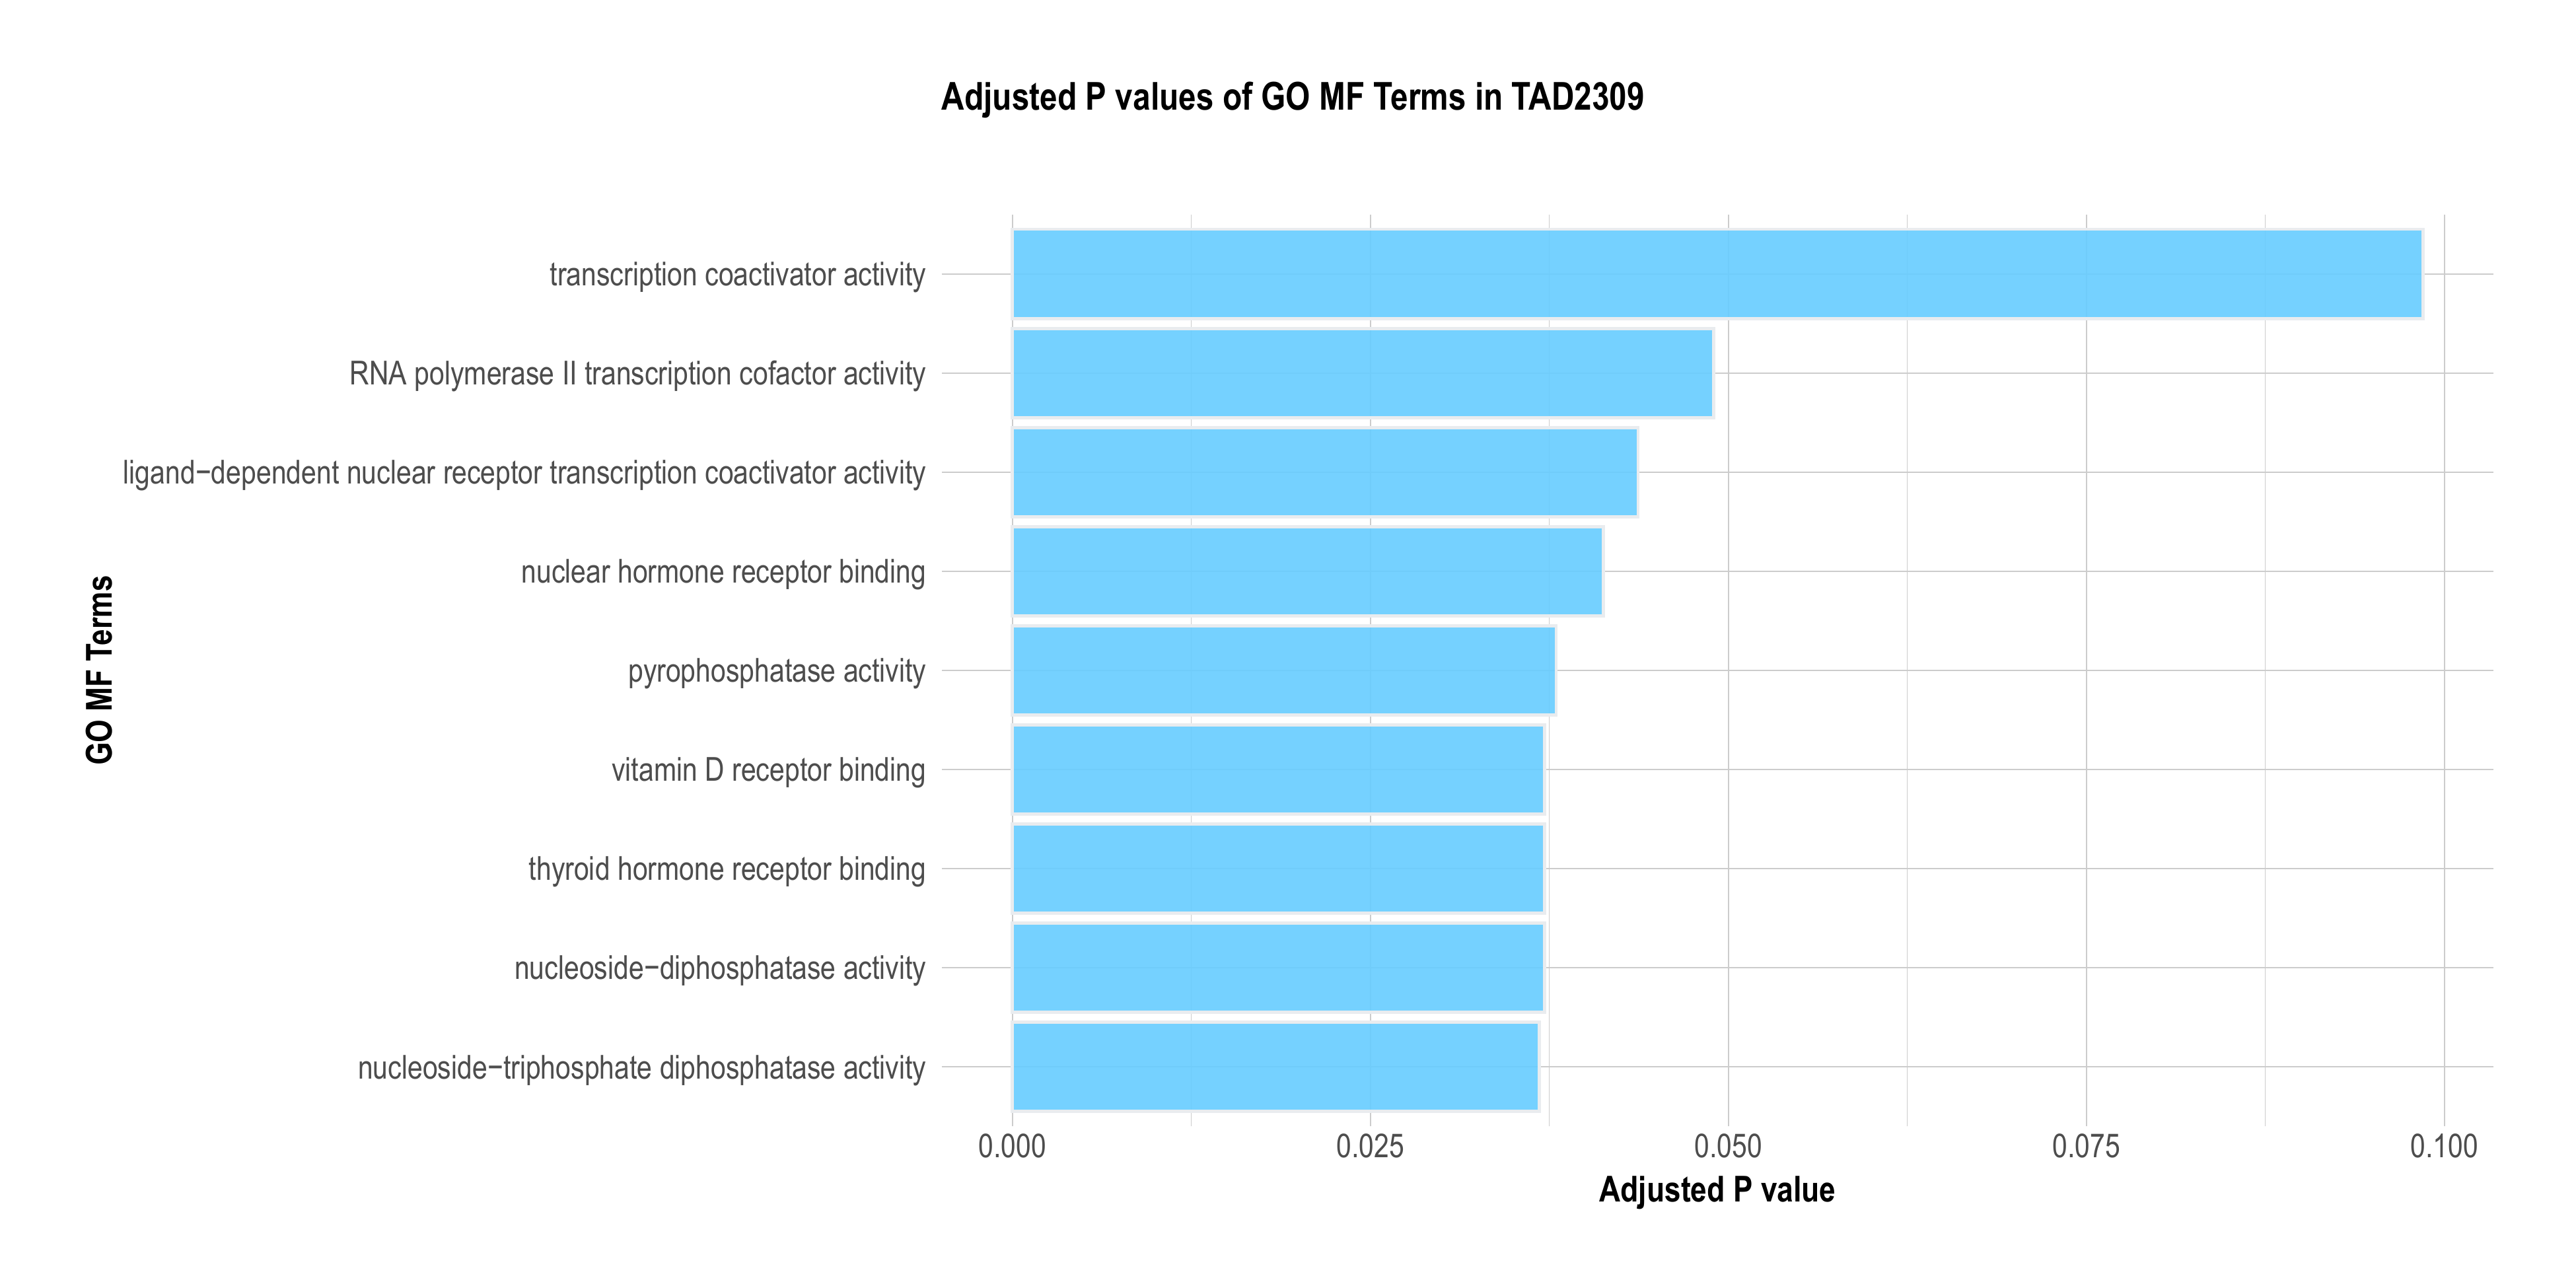 Adjusted P values of GO MF Terms in TAD2309
transcription coactivator activity
RNA polymerase II transcription cofactor activity
ligand−dependent nuclear receptor transcription coactivator activity
nuclear hormone receptor binding
pyrophosphatase activity
vitamin D receptor binding
thyroid hormone receptor binding
nucleoside−diphosphatase activity
nucleoside−triphosphate diphosphatase activity
GO MF Terms
0.000 0.025 0.050 0.075 0.100
Adjusted P value